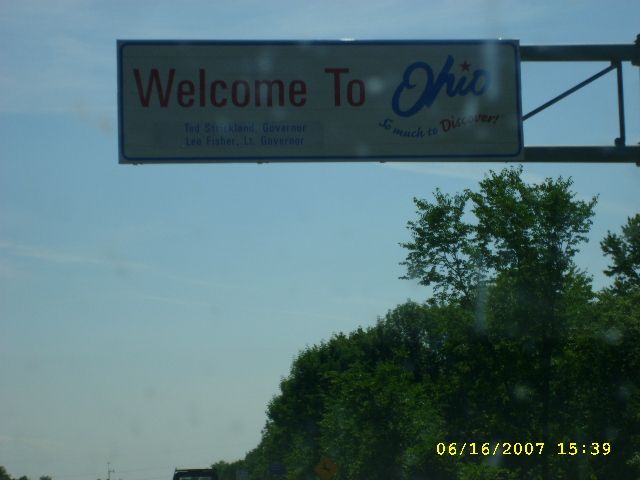 Welcome To Ohio
So much to Discover!
Ted Strickland, Governor
Lee Fisher, Lt. Governor
06/16/2007 15:39